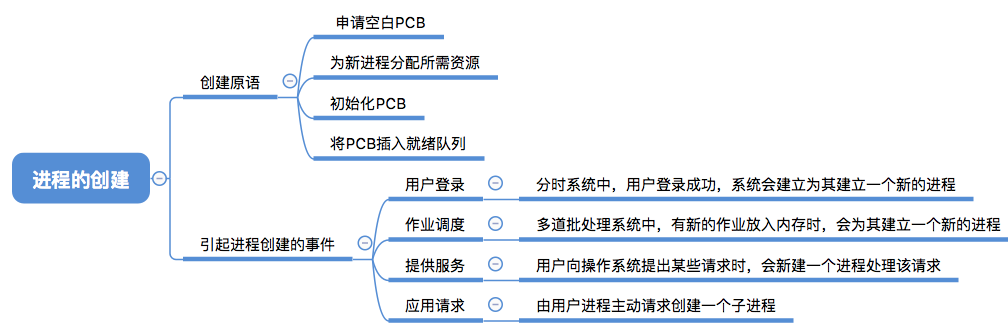 进程的创建
创建原语
申请空白PCB
为新进程分配所需资源
初始化PCB
将PCB插入就绪队列
引起进程创建的事件
用户登录
分时系统中，用户登录成功，系统会建立为其建立一个新的进程
作业调度
多道批处理系统中，有新的作业放入内存时，会为其建立一个新的进程
提供服务
用户向操作系统提出某些请求时，会新建一个进程处理该请求
应用请求
由用户进程主动请求创建一个子进程